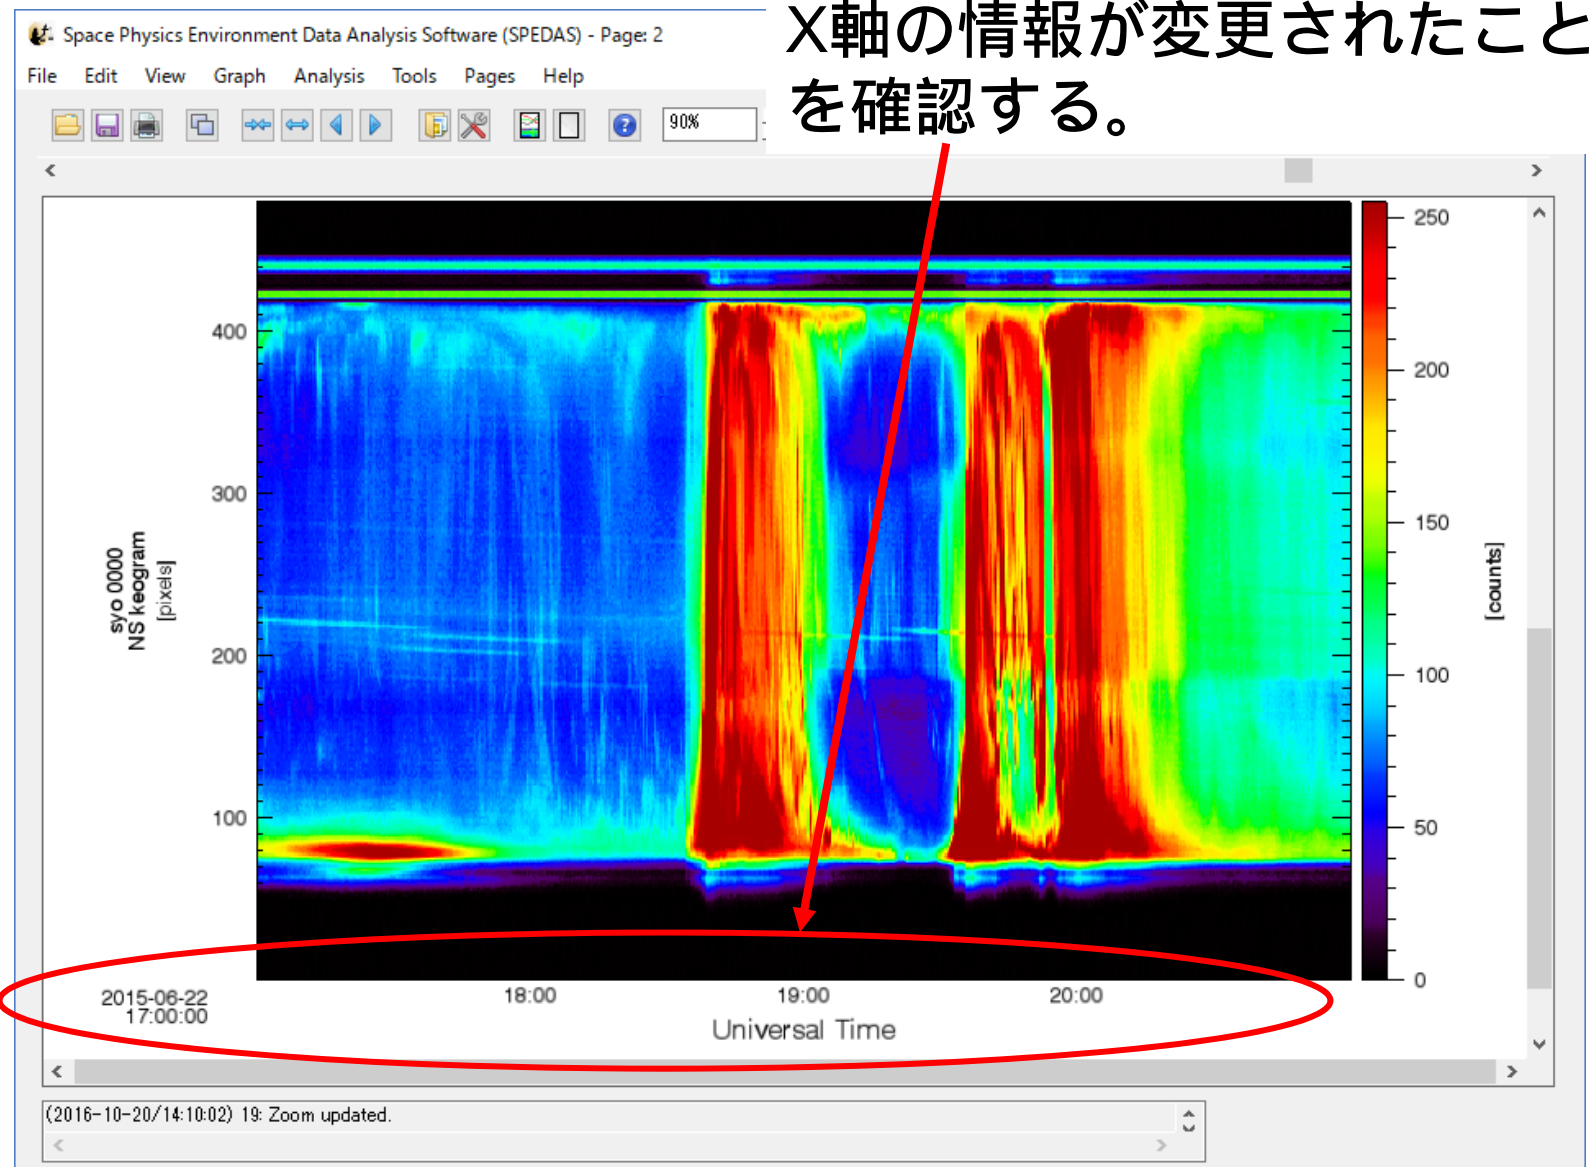 X軸の情報が変更されたこと
を確認する。
Space Physics Environment Data Analysis Software (SPEDAS) - Page: 2
File Edit View Graph Analysis Tools Pages Help
90%
400
300
200
100
syo 0000
NS keogram
[pixels]
250
200
150
100
50
0
[counts]
2015-06-22
17:00:00
18:00
19:00
20:00
Universal Time
(2016-10-20/14:10:02) 19: Zoom updated.